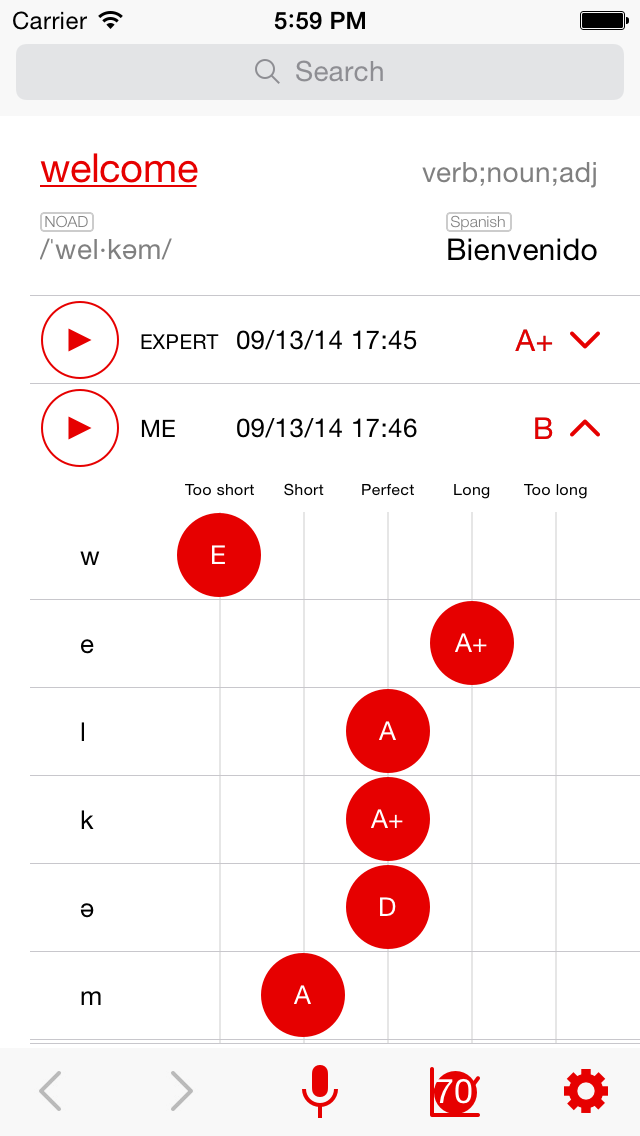 Carrier 5:59 PM
Search
welcome verb;noun;adj
NOAD Spanish
/ˈwel·kəm/ Bienvenido
EXPERT 09/13/14 17:45 A+
ME 09/13/14 17:46 B
Too short Short Perfect Long Too long
w E
e A+
l A
k A+
ə D
m A
70